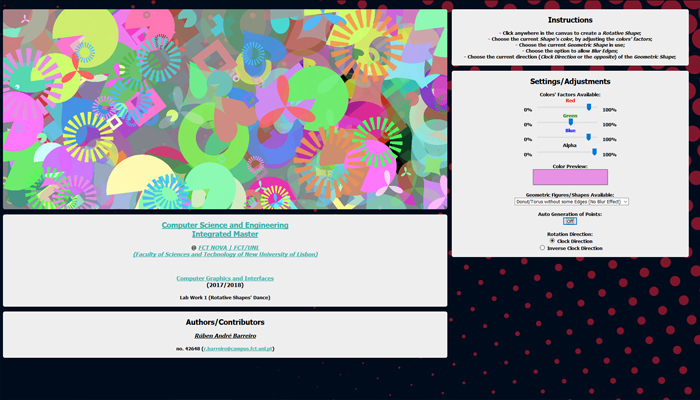 Instructions
- Click anywhere in the canvas to create a Rotative Shape;
- Choose the current Shape's color, by adjusting the colors' factors;
- Choose the current Geometric Shape in use;
- Choose the option to allow Blur Edges;
- Choose the current direction (Clock Direction or the opposite) of the Geometric Shape;
Settings/Adjustments
Colors' Factors Available:
Red
0% 100%
Green
0% 100%
Blue
0% 100%
Alpha
0% 100%
Color Preview:
Geometric Figures/Shapes Available:
Donut/Torus without some Edges (No Blur Effect)
Auto Generation of Points:
Off
Rotation Direction:
Clock Direction
Inverse Clock Direction
Computer Science and Engineering
Integrated Master
@ FCT NOVA | FCT/UNL
(Faculty of Sciences and Technology of New University of Lisbon)
Computer Graphics and Interfaces
(2017/2018)
Lab Work 1 (Rotative Shapes' Dance)
Authors/Contributors
Rúben André Barreiro
no. 42648 (r.barreiro@campus.fct.unl.pt)